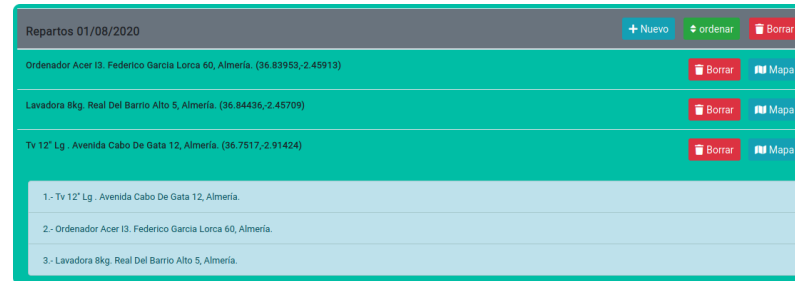 Repartos 01/08/2020
Nuevo
ordenar
Borrar
Ordenador Acer I3. Federico Garcia Lorca 60, Almería. (36.83953,-2.45913)
Borrar
Mapa
Lavadora 8kg. Real Del Barrio Alto 5, Almería. (36.84436,-2.45709)
Borrar
Mapa
Tv 12" Lg . Avenida Cabo De Gata 12, Almería. (36.7517,-2.91424)
Borrar
Mapa
1.- Tv 12" Lg . Avenida Cabo De Gata 12, Almería.
2.- Ordenador Acer I3. Federico Garcia Lorca 60, Almería.
3.- Lavadora 8kg. Real Del Barrio Alto 5, Almería.